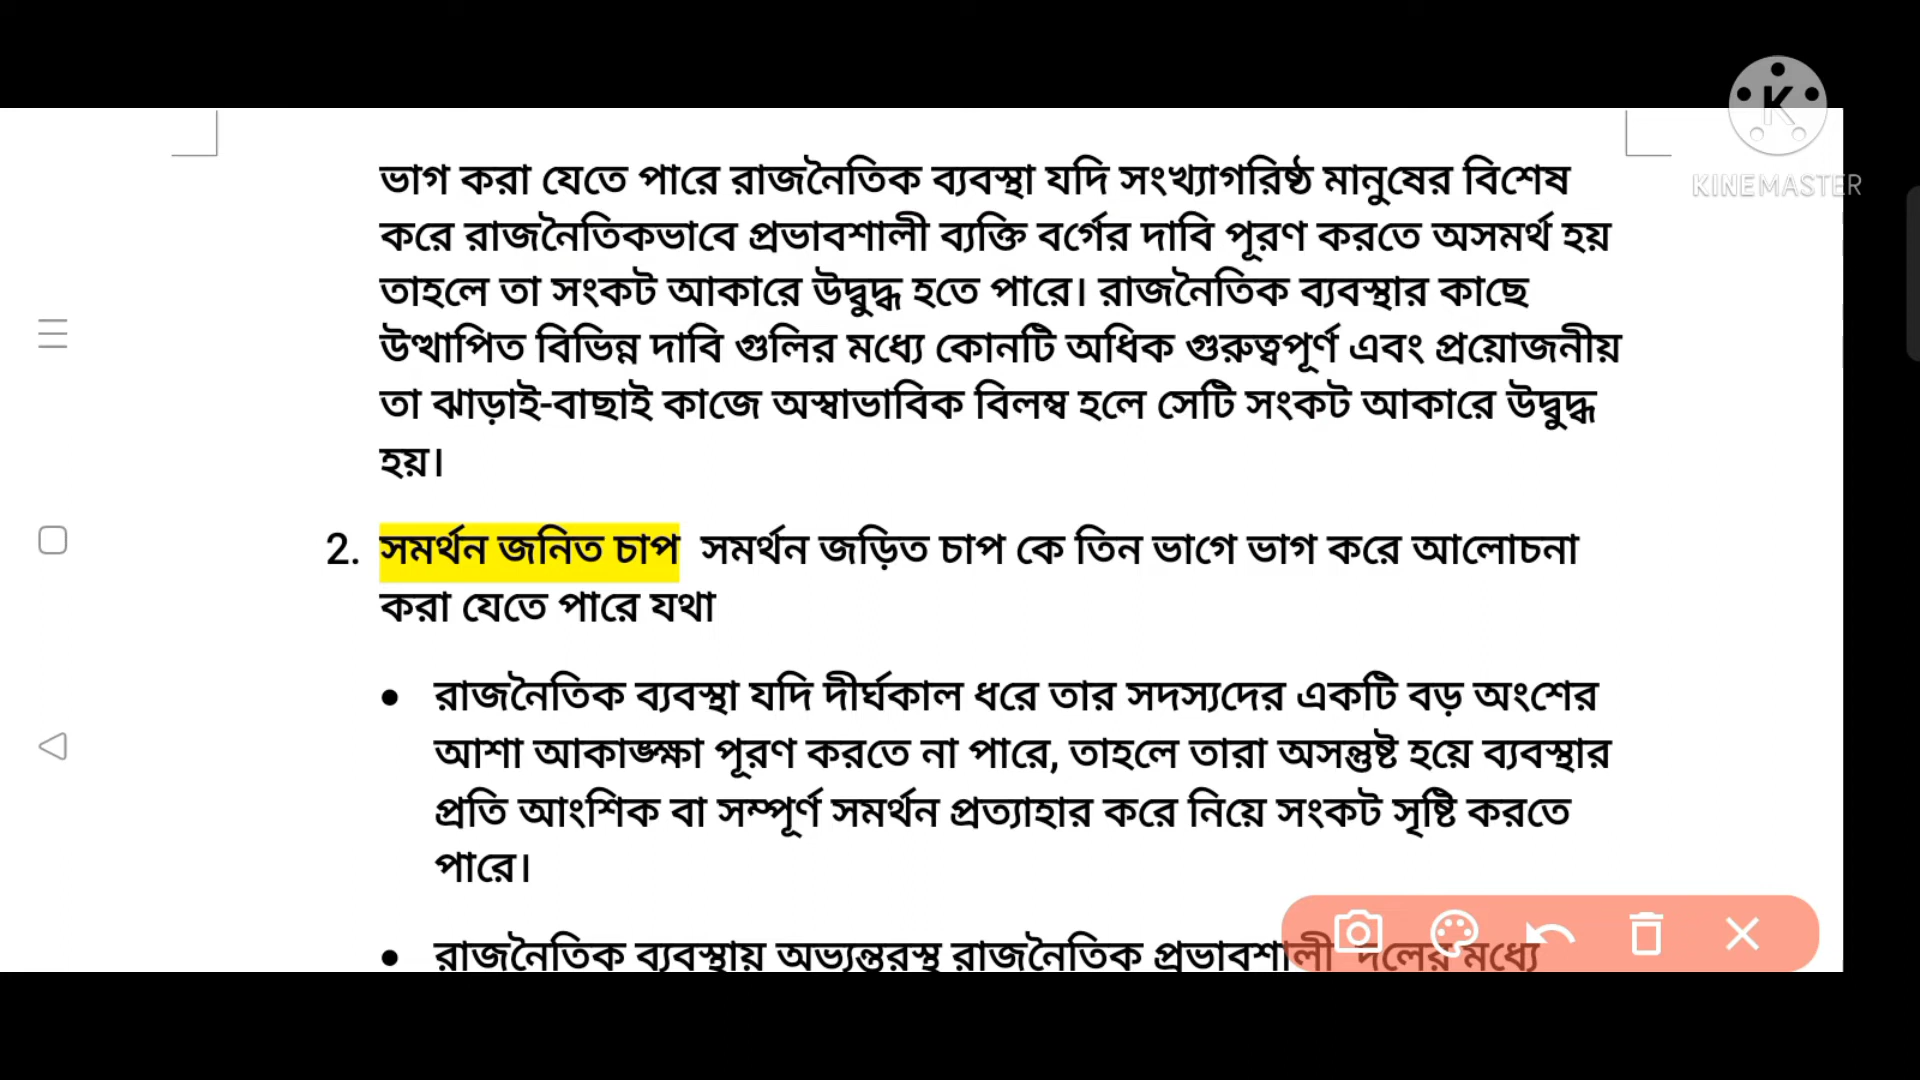 ভাগ করা যেতে পারে রাজনৈতিক ব্যবস্থা যদি সংখ্যাগরিষ্ঠ মানুষের বিশেষ
করে রাজনৈতিকভাবে প্রভাবশালী ব্যক্তি বর্গের দাবি পূরণ করতে অসমর্থ হয়
তাহলে তা সংকট আকারে উদ্বুদ্ধ হতে পারে। রাজনৈতিক ব্যবস্থার কাছে
উত্থাপিত বিভিন্ন দাবি গুলির মধ্যে কোনটি অধিক গুরুত্বপূর্ণ এবং প্রয়োজনীয়
তা ঝাড়াই-বাছাই কাজে অস্বাভাবিক বিলম্ব হলে সেটি সংকট আকারে উদ্বুদ্ধ
হয়।
2. সমর্থন জনিত চাপ সমর্থন জড়িত চাপ কে তিন ভাগে ভাগ করে আলোচনা
করা যেতে পারে যথা
• রাজনৈতিক ব্যবস্থা যদি দীর্ঘকাল ধরে তার সদস্যদের একটি বড় অংশের
আশা আকাঙ্ক্ষা পূরণ করতে না পারে, তাহলে তারা অসন্তুষ্ট হয়ে ব্যবস্থার
প্রতি আংশিক বা সম্পূর্ণ সমর্থন প্রত্যাহার করে নিয়ে সংকট সৃষ্টি করতে
পারে।
• রাজনৈতিক ব্যবস্থায় অভ্যন্তরস্থ রাজনৈতিক প্রভাবশালী দলের মধ্যে
K
KINEMASTER